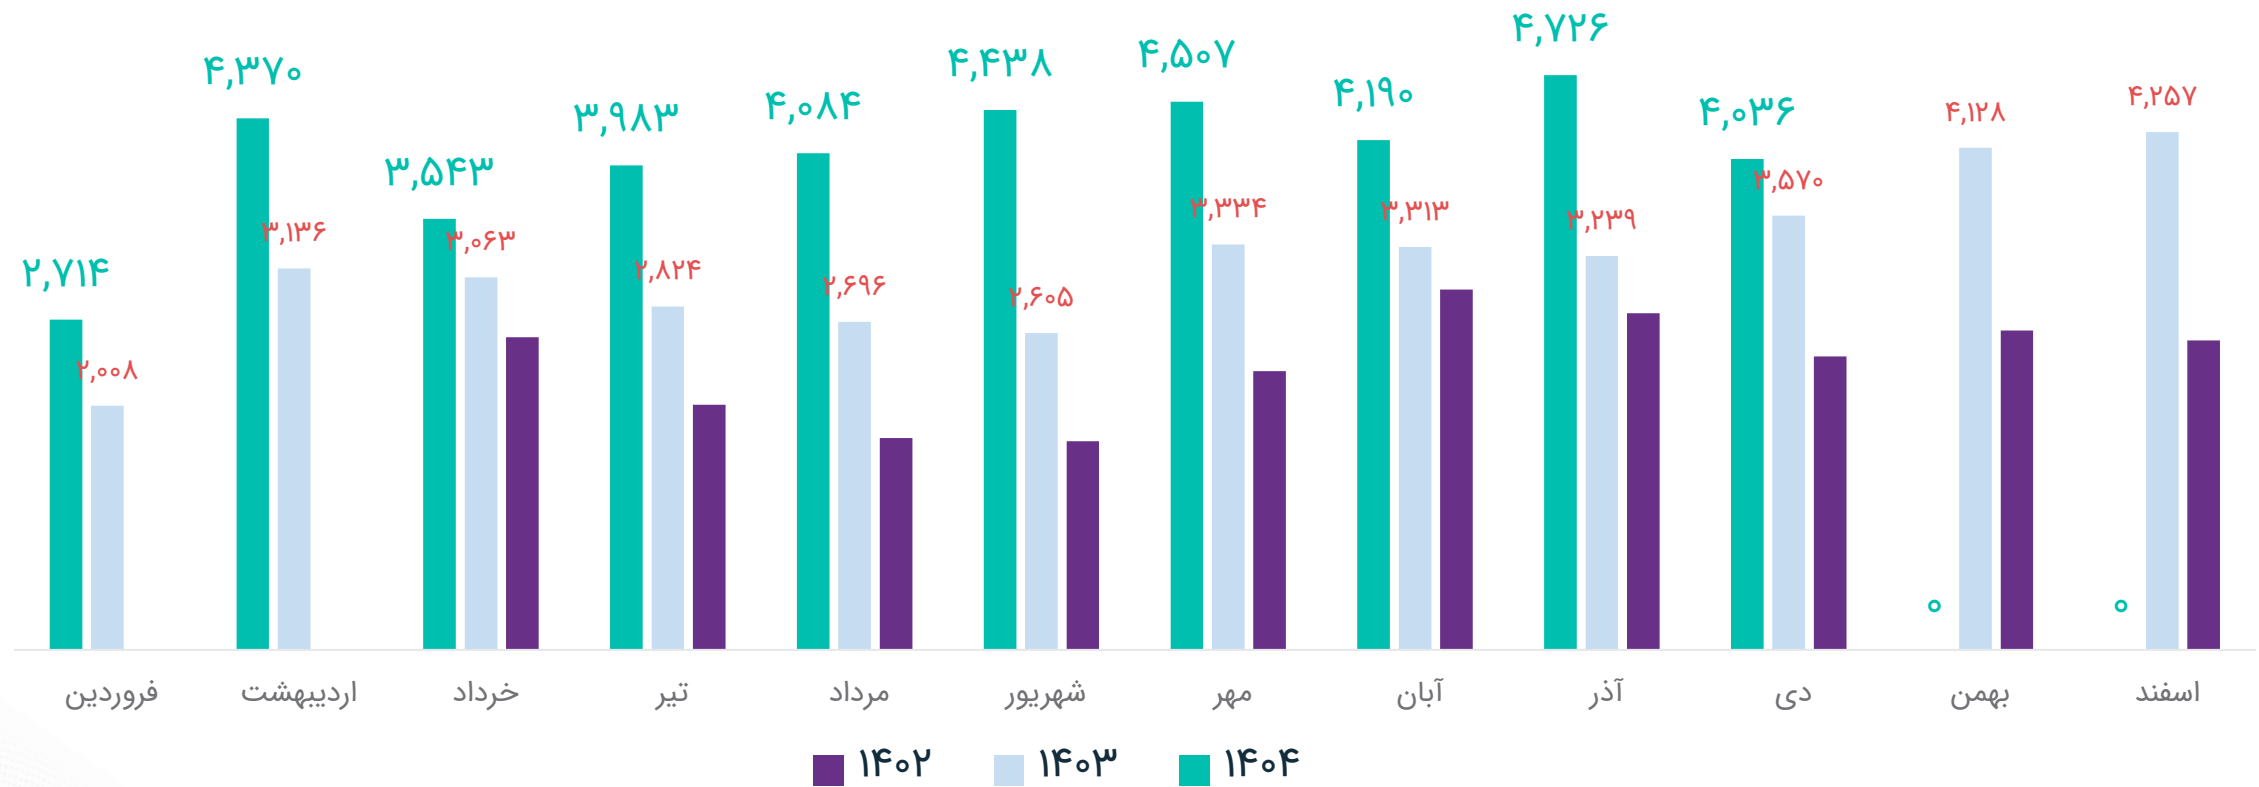 ۲,۷۱۴
۲,۰۰۸
۴,۳۷۰
۳,۱۳۶
۳,۵۴۳
۳,۰۶۳
۳,۹۸۳
۲,۸۲۴
۴,۰۸۴
۲,۶۹۶
۴,۴۳۸
۲,۶۰۵
۴,۵۰۷
۳,۳۳۴
۴,۱۹۰
۳,۳۱۳
۴,۷۲۶
۳,۲۳۹
۴,۰۳۶
۳,۵۷۰
۰
۴,۱۲۸
۰
۴,۲۵۷
فروردین
اردیبهشت
خرداد
تیر
مرداد
شهریور
مهر
آبان
آذر
دی
بهمن
اسفند
۱۴۰۲
۱۴۰۳
۱۴۰۴